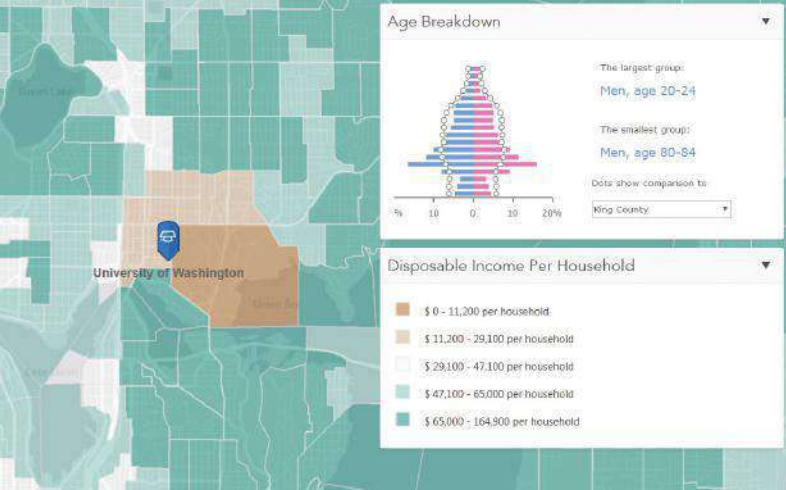 Age Breakdown
▼
The largest group:
Men, age 20-24
The smallest group:
Men, age 80-84
Dots show comparison to
King County
% 10 0 10 20%
University of Washington
Disposable Income Per Household
▼
$ 0 - 11,200 per household
$ 11,200 - 29,100 per household
$ 29,100 - 47,100 per household
$ 47,100 - 65,000 per household
$ 65,000 - 164,900 per household